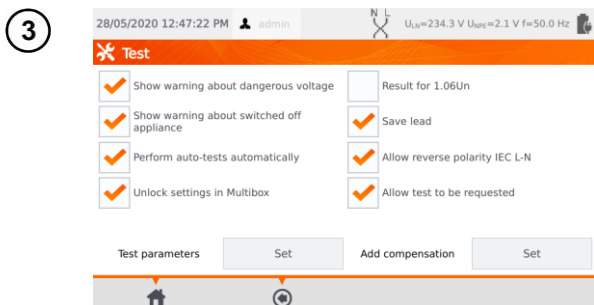 3
28/05/2020 12:47:22 PM admin N L U_LN=234.3 V U_NPE=2.1 V f=50.0 Hz
Test
Show warning about dangerous voltage
Result for 1.06Un
Show warning about switched off
appliance
Save lead
Perform auto-tests automatically
Allow reverse polarity IEC L-N
Unlock settings in Multibox
Allow test to be requested
Test parameters Set Add compensation Set